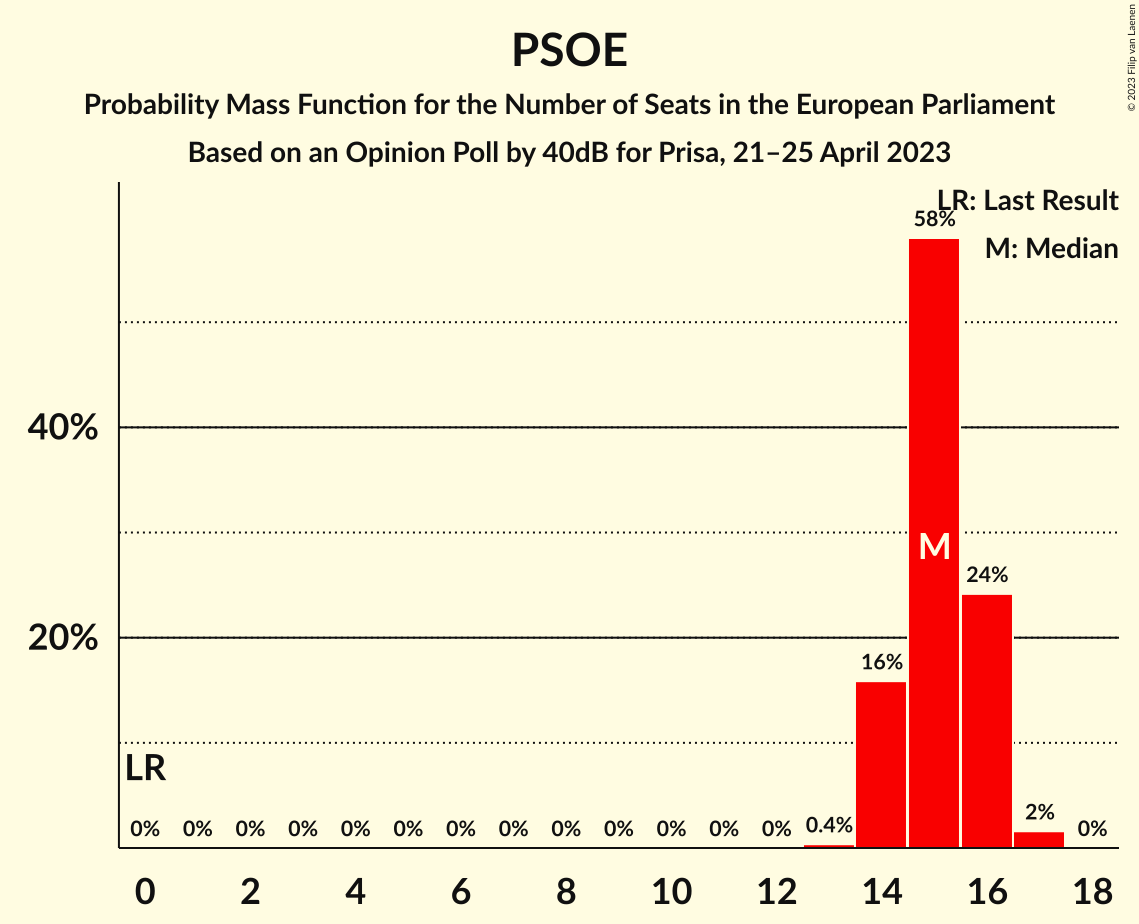 PSOE
Probability Mass Function for the Number of Seats in the European Parliament
Based on an Opinion Poll by 40dB for Prisa, 21–25 April 2023
© 2023 Filip van Laenen
LR: Last Result
58%
M: Median
40%
M
24%
20%
16%
LR
0% 0% 0% 0% 0% 0% 0% 0% 0% 0% 0% 0% 0% 0.4% 2% 0%
0 2 4 6 8 10 12 14 16 18